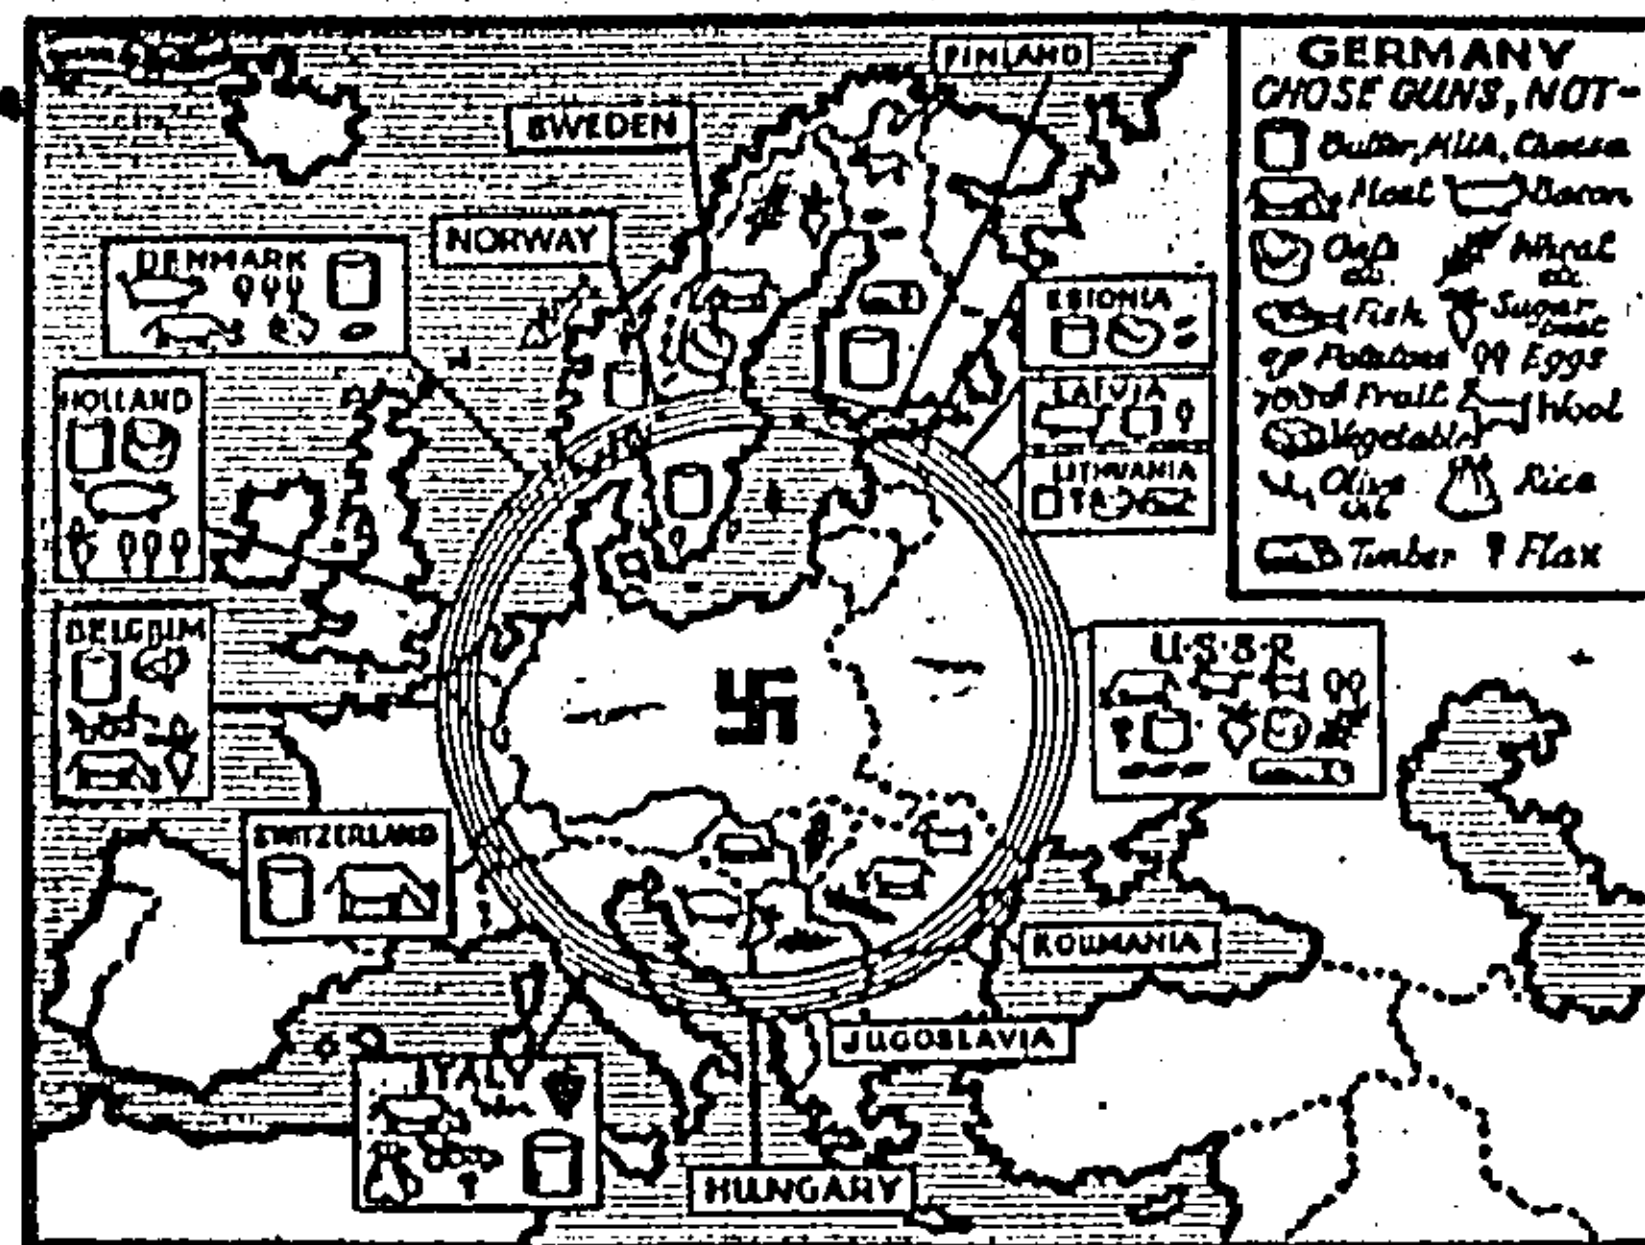 FINLAND
SWEDEN
NORWAY
DENMARK
HOLLAND
BELGIUM
SWITZERLAND
ITALY
HUNGARY
JUGOSLAVIA
ROUMANIA
U·S·S·R
ESTONIA
LATVIA
LITHUANIA
GERMANY
CHOSE GUNS, NOT-
Butter, Milk, Cheese
Meat Bacon
Oats etc. Wheat etc.
Fish Sugar beet
Potatoes Eggs
Fruit Wool
Vegetables
Olive Oil Rice
Timber Flax